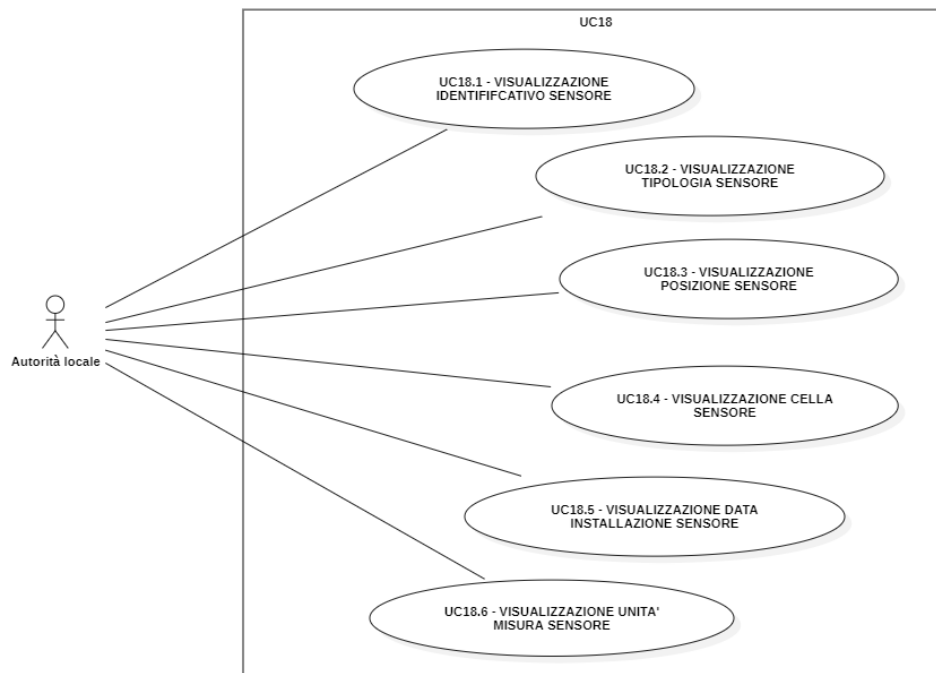 UC18
UC18.1 - VISUALIZZAZIONE
IDENTIFIFCATIVO SENSORE
UC18.2 - VISUALIZZAZIONE
TIPOLOGIA SENSORE
UC18.3 - VISUALIZZAZIONE
POSIZIONE SENSORE
Autorità locale
UC18.4 - VISUALIZZAZIONE CELLA
SENSORE
UC18.5 - VISUALIZZAZIONE DATA
INSTALLAZIONE SENSORE
UC18.6 - VISUALIZZAZIONE UNITA'
MISURA SENSORE